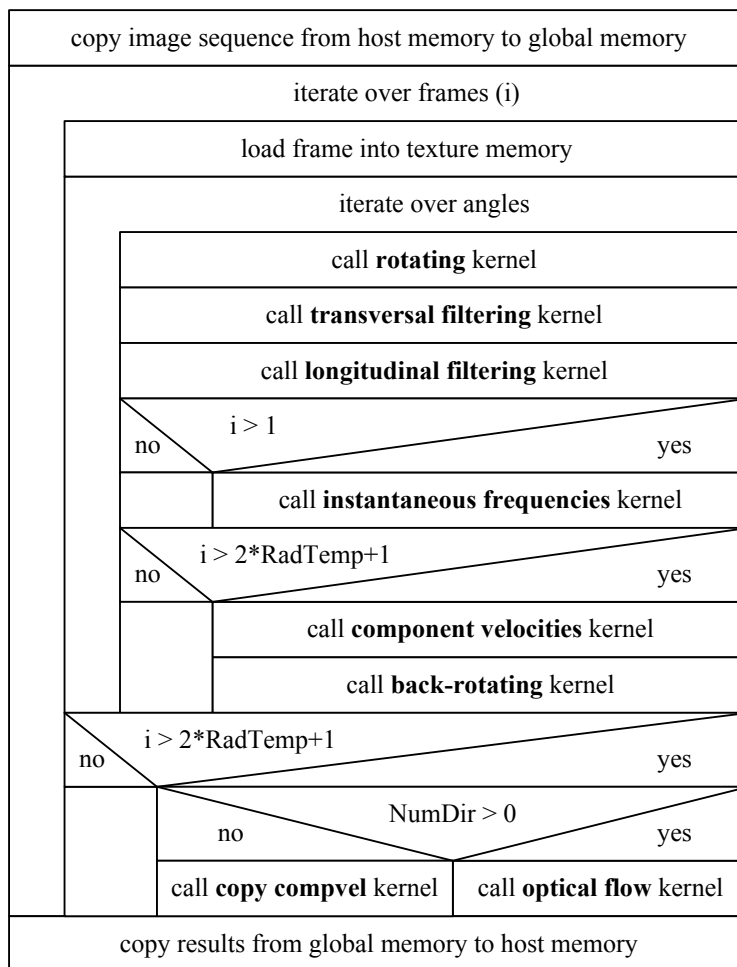 copy image sequence from host memory to global memory
iterate over frames (i)
load frame into texture memory
iterate over angles
call rotating kernel
call transversal filtering kernel
call longitudinal filtering kernel
i > 1
no
yes
call instantaneous frequencies kernel
i > 2*RadTemp+1
no
yes
call component velocities kernel
call back-rotating kernel
i > 2*RadTemp+1
no
yes
NumDir > 0
no
yes
call copy compvel kernel
call optical flow kernel
copy results from global memory to host memory